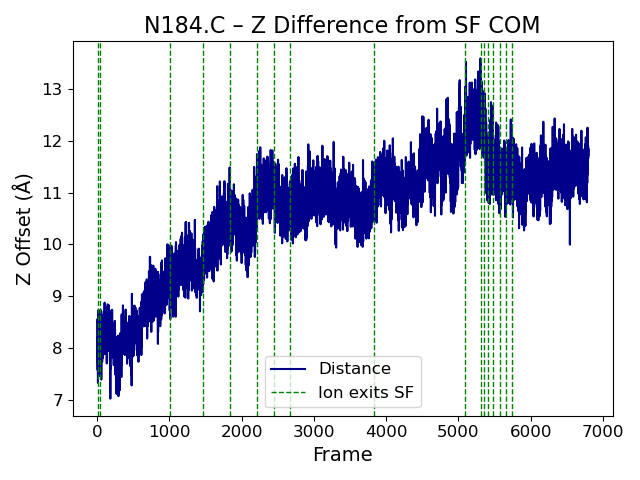 N184.C – Z Difference from SF COM
Z Offset (Å)
13
12
11
10
9
8
7
Distance
Ion exits SF
0 1000 2000 3000 4000 5000 6000 7000
Frame